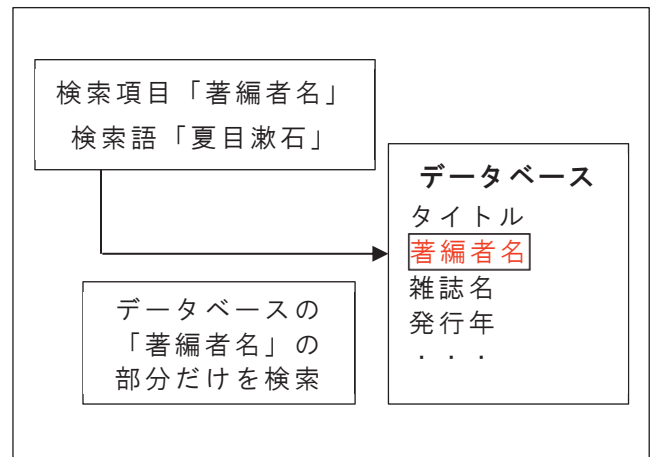 検索項目「著編者名」
検索語「夏目漱石」
データベース
タイトル
著編者名
雑誌名
発行年
・・・
データベースの
「著編者名」の
部分だけを検索